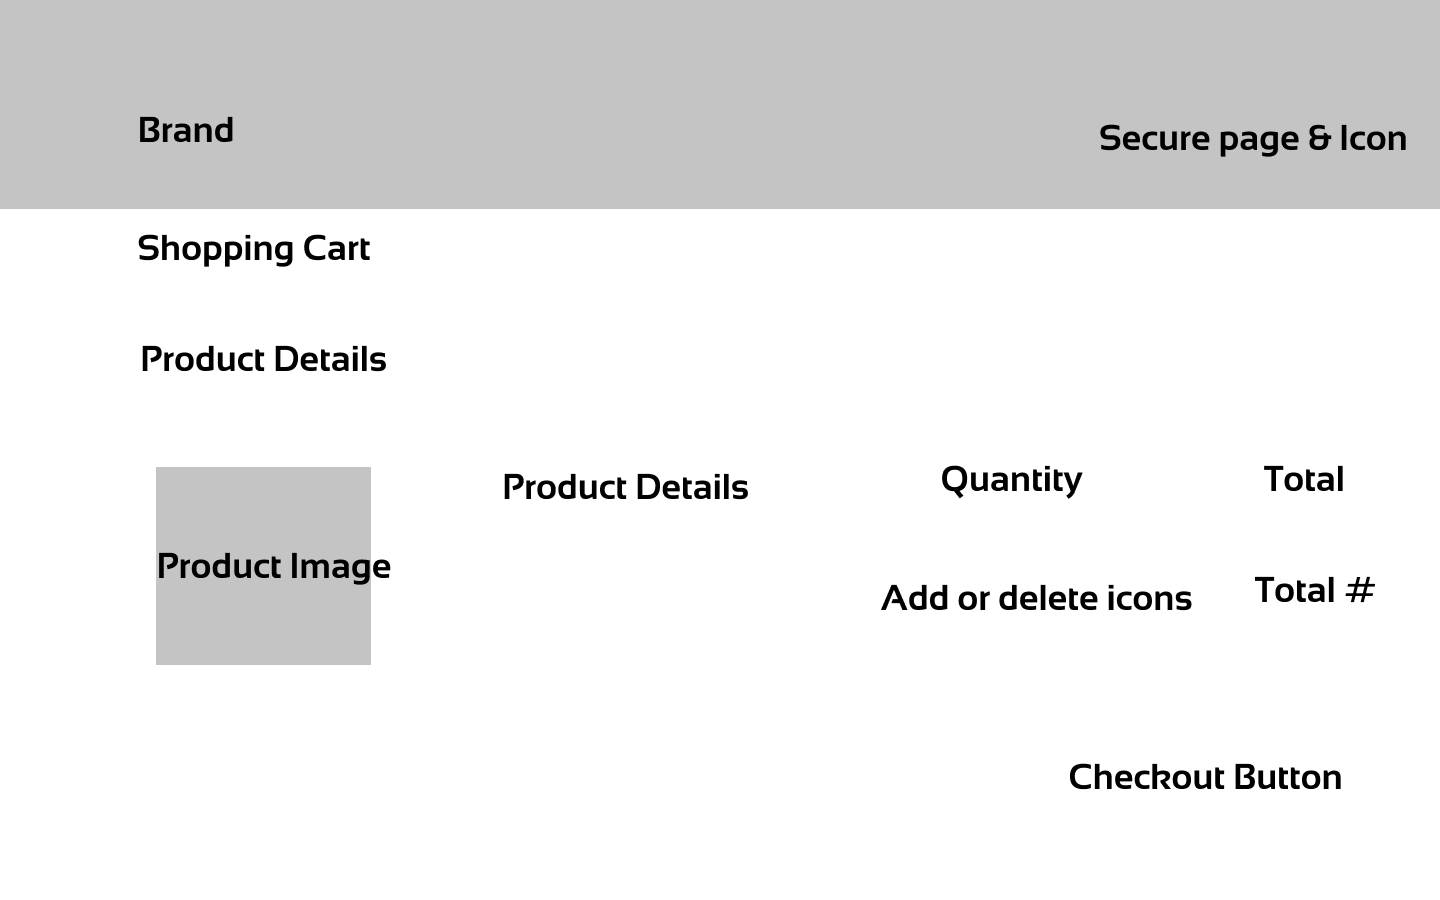 Brand
Secure page & Icon
Shopping Cart
Product Details
Product Details
Quantity
Total
Product Image
Add or delete icons
Total #
Checkout Button